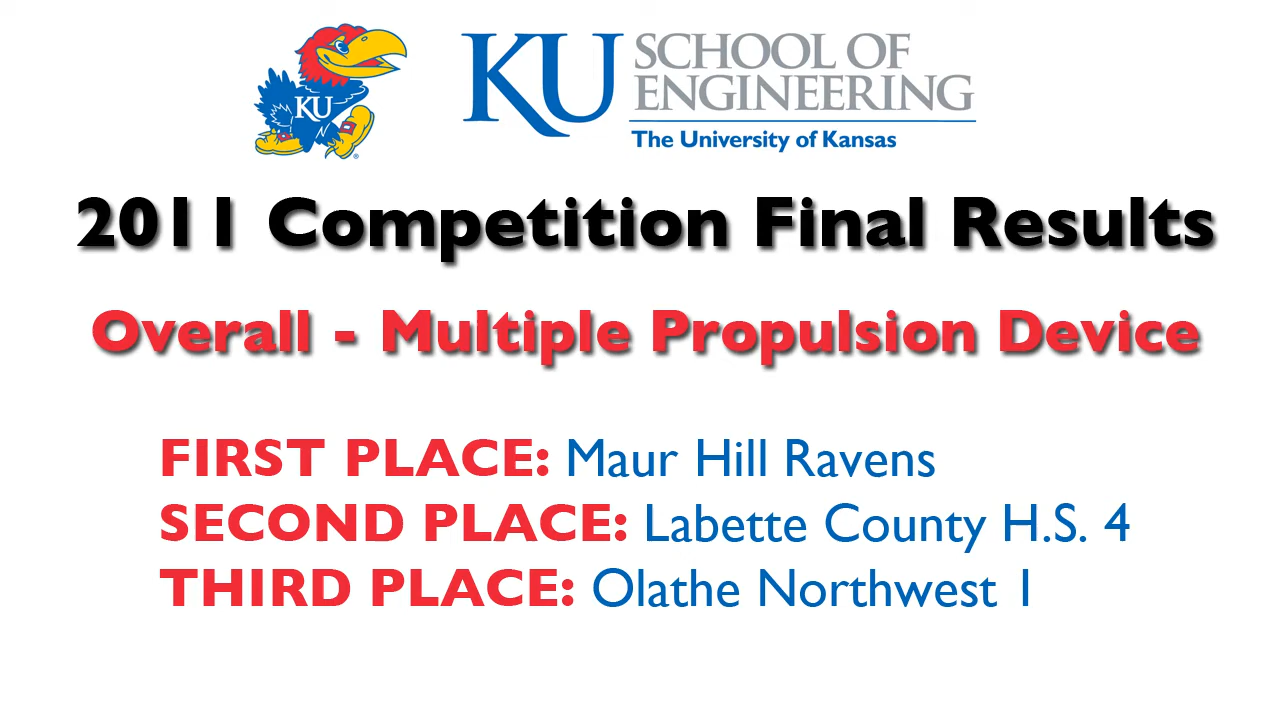 KU
KU SCHOOL OF
ENGINEERING
The University of Kansas
2011 Competition Final Results
Overall - Multiple Propulsion Device
FIRST PLACE: Maur Hill Ravens
SECOND PLACE: Labette County H.S. 4
THIRD PLACE: Olathe Northwest 1